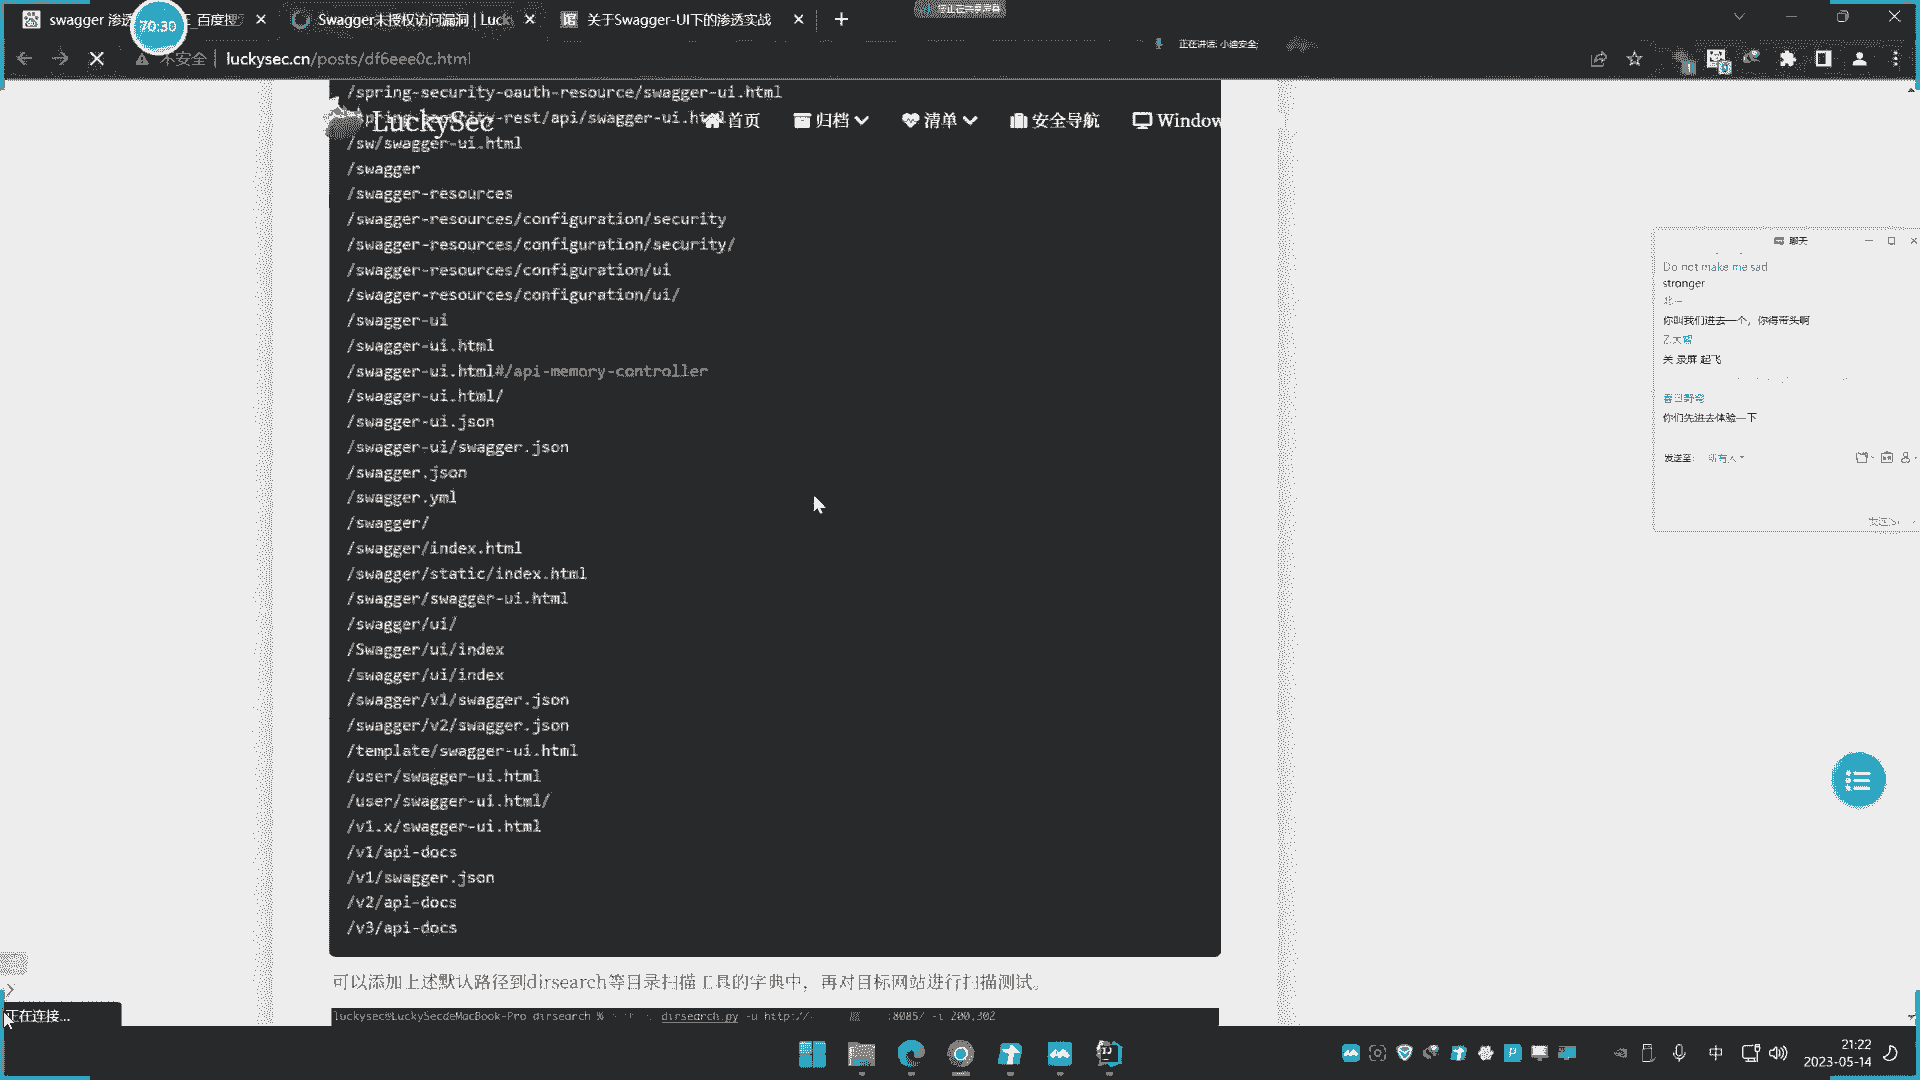 swagger 渗透
百度搜
70:30
Swagger未授权访问漏洞 | Luck
关于Swagger-UI下的渗透实战
正在讲话: 小迪安全;
不安全
luckysec.cn/posts/df6eee0c.html
/spring-security-oauth-resource/swagger-ui.html
/spring-security-rest/api/swagger-ui.html
LuckySec
首页
归档
清单
安全导航
Window
/sw/swagger-ui.html
/swagger
/swagger-resources
/swagger-resources/configuration/security
/swagger-resources/configuration/security/
/swagger-resources/configuration/ui
/swagger-resources/configuration/ui/
/swagger-ui
/swagger-ui.html
/swagger-ui.html#/api-memory-controller
/swagger-ui.html/
/swagger-ui.json
/swagger-ui/swagger.json
/swagger.json
/swagger.yml
/swagger/
/swagger/index.html
/swagger/static/index.html
/swagger/swagger-ui.html
/swagger/ui/
/Swagger/ui/index
/swagger/ui/index
/swagger/v1/swagger.json
/swagger/v2/swagger.json
/template/swagger-ui.html
/user/swagger-ui.html
/user/swagger-ui.html/
/v1.x/swagger-ui.html
/v1/api-docs
/v1/swagger.json
/v2/api-docs
/v3/api-docs
可以添加上述默认路径到dirsearch等目录扫描工具的字典中，再对目标网站进行扫描测试。
luckysec@LuckySecdeMacBook-Pro dirsearch %
dirsearch.py -u http://
:8085/ -i 200,302
聊天
Do not make me sad
stronger
你叫我们进去一个，你得带头啊
关 录屏 起飞
春日野穹
你们先进去体验一下
发送至:
所有人
正在连接...
中
21:22
2023-05-14